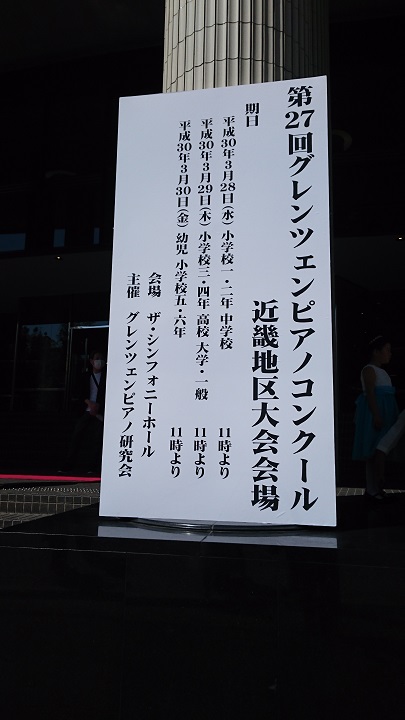 第27回グレンツェンピアノコンクール
近畿地区大会会場
期日
平成30年3月28日(水) 小学校一・二年 中学校 11時より
平成30年3月29日(木) 小学校三・四年 高校 大学・一般 11時より
平成30年3月30日(金) 幼児 小学校五・六年 11時より
会場 ザ・シンフォニーホール
主催 グレンツェンピアノ研究会